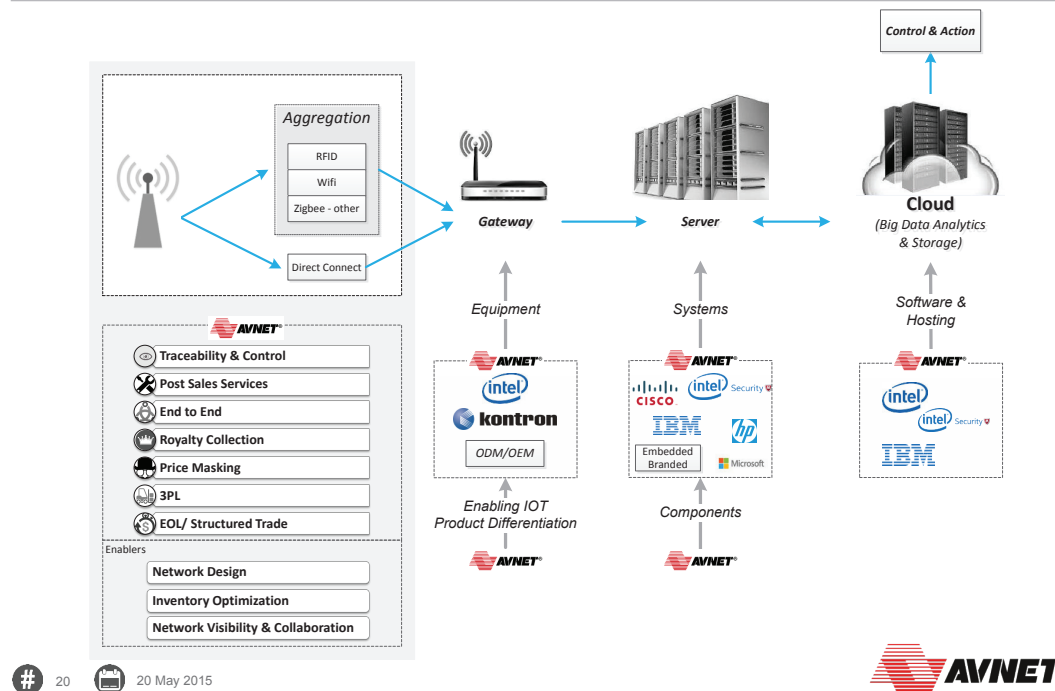 Control & Action
Aggregation
RFID
Wifi
Zigbee - other
Direct Connect
Gateway
Server
Cloud
(Big Data Analytics
& Storage)
Equipment
Systems
Software &
Hosting
AVNET®
Traceability & Control
Post Sales Services
End to End
Royalty Collection
Price Masking
3PL
EOL/ Structured Trade
Enablers
Network Design
Inventory Optimization
Network Visibility & Collaboration
AVNET®
intel
kontron
ODM/OEM
Enabling IOT
Product Differentiation
AVNET®
AVNET®
CISCO
intel Security
IBM
hp
Embedded
Branded
Microsoft
Components
AVNET®
AVNET®
intel
intel Security
IBM
# 20
20 May 2015
AVNET